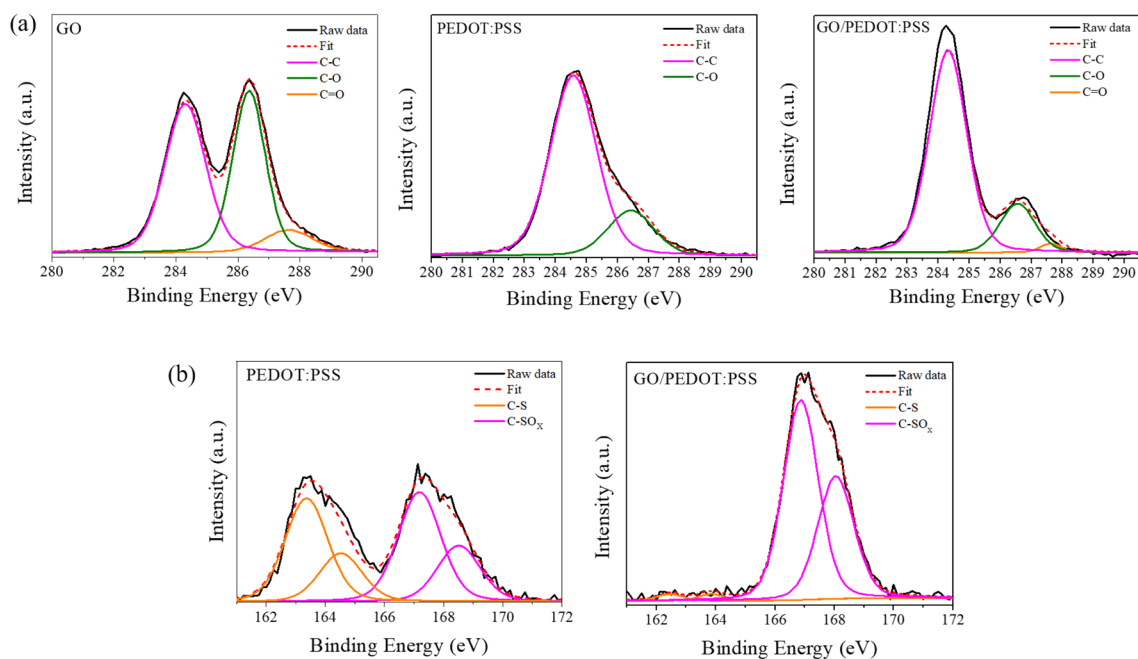 (a)
GO
Raw data
Fit
C-C
C-O
C=O
Intensity (a.u.)
280 282 284 286 288 290
Binding Energy (eV)
PEDOT:PSS
Raw data
Fit
C-C
C-O
Intensity (a.u.)
280 281 282 283 284 285 286 287 288 289 290
Binding Energy (eV)
GO/PEDOT:PSS
Raw data
Fit
C-C
C-O
C=O
Intensity (a.u.)
280 281 282 283 284 285 286 287 288 289 290
Binding Energy (eV)
(b)
PEDOT:PSS
Raw data
Fit
C-S
C-SOX
Intensity (a.u.)
162 164 166 168 170 172
Binding Energy (eV)
GO/PEDOT:PSS
Raw data
Fit
C-S
C-SOx
Intensity (a.u.)
162 164 166 168 170 172
Binding Energy (eV)